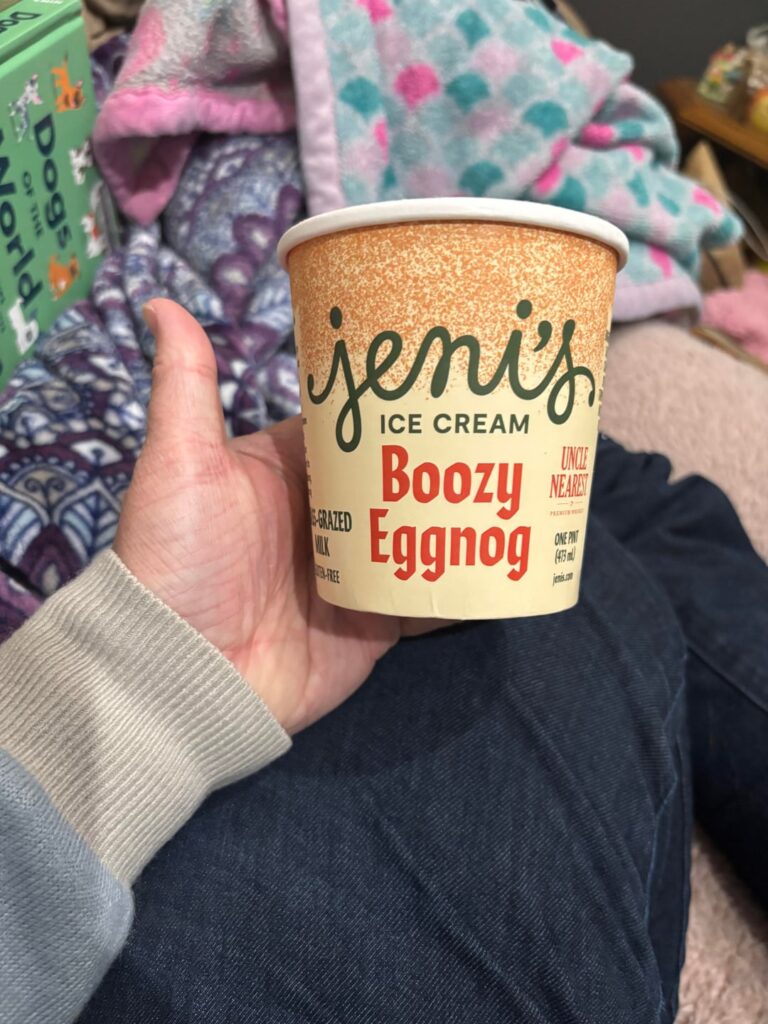 Dogs
OF THE
World
jeni's
ICE CREAM
Boozy
Eggnog
UNCLE
NEAREST
PREMIUM WHISKEY
-GRAZED
MILK
-FREE
ONE PINT
(473 mL)
jenis.com